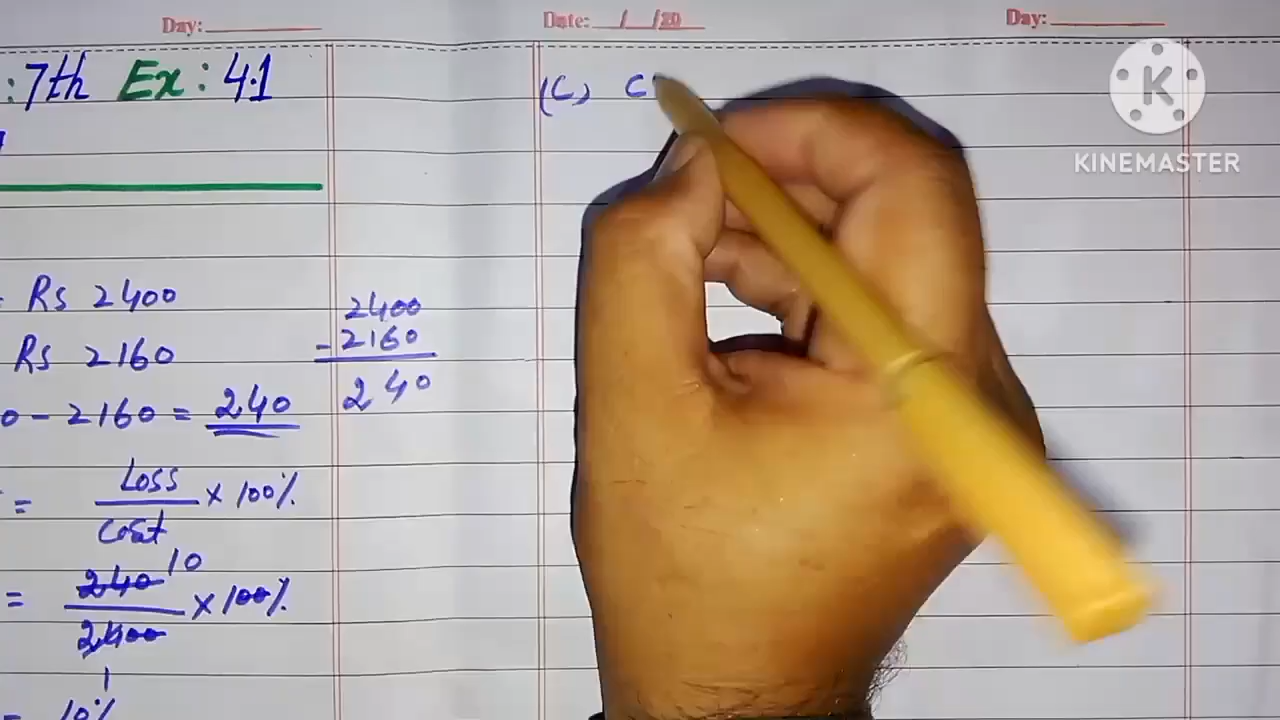 Day:
Date: / /20
Day:
: 7th Ex: 4.1
Rs 2400
Rs 2160
0 - 2160 = 240
= Loss
cost × 100%
= 240 10
2400 × 100%
1
= 10%
2400
- 2160
240
(C) C
KINEMASTER